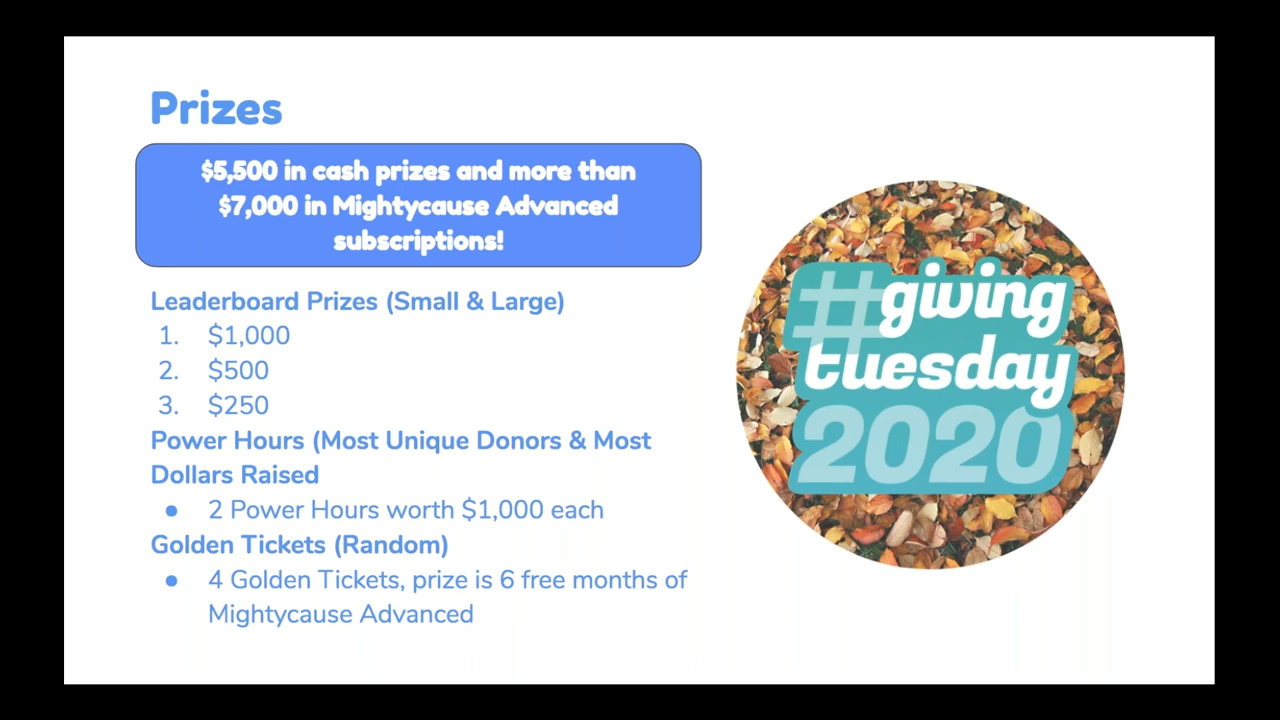 Prizes
$5,500 in cash prizes and more than
$7,000 in Mightycause Advanced
subscriptions!
Leaderboard Prizes (Small & Large)
1. $1,000
2. $500
3. $250
Power Hours (Most Unique Donors & Most
Dollars Raised
● 2 Power Hours worth $1,000 each
Golden Tickets (Random)
● 4 Golden Tickets, prize is 6 free months of
Mightycause Advanced
#giving
tuesday
2020